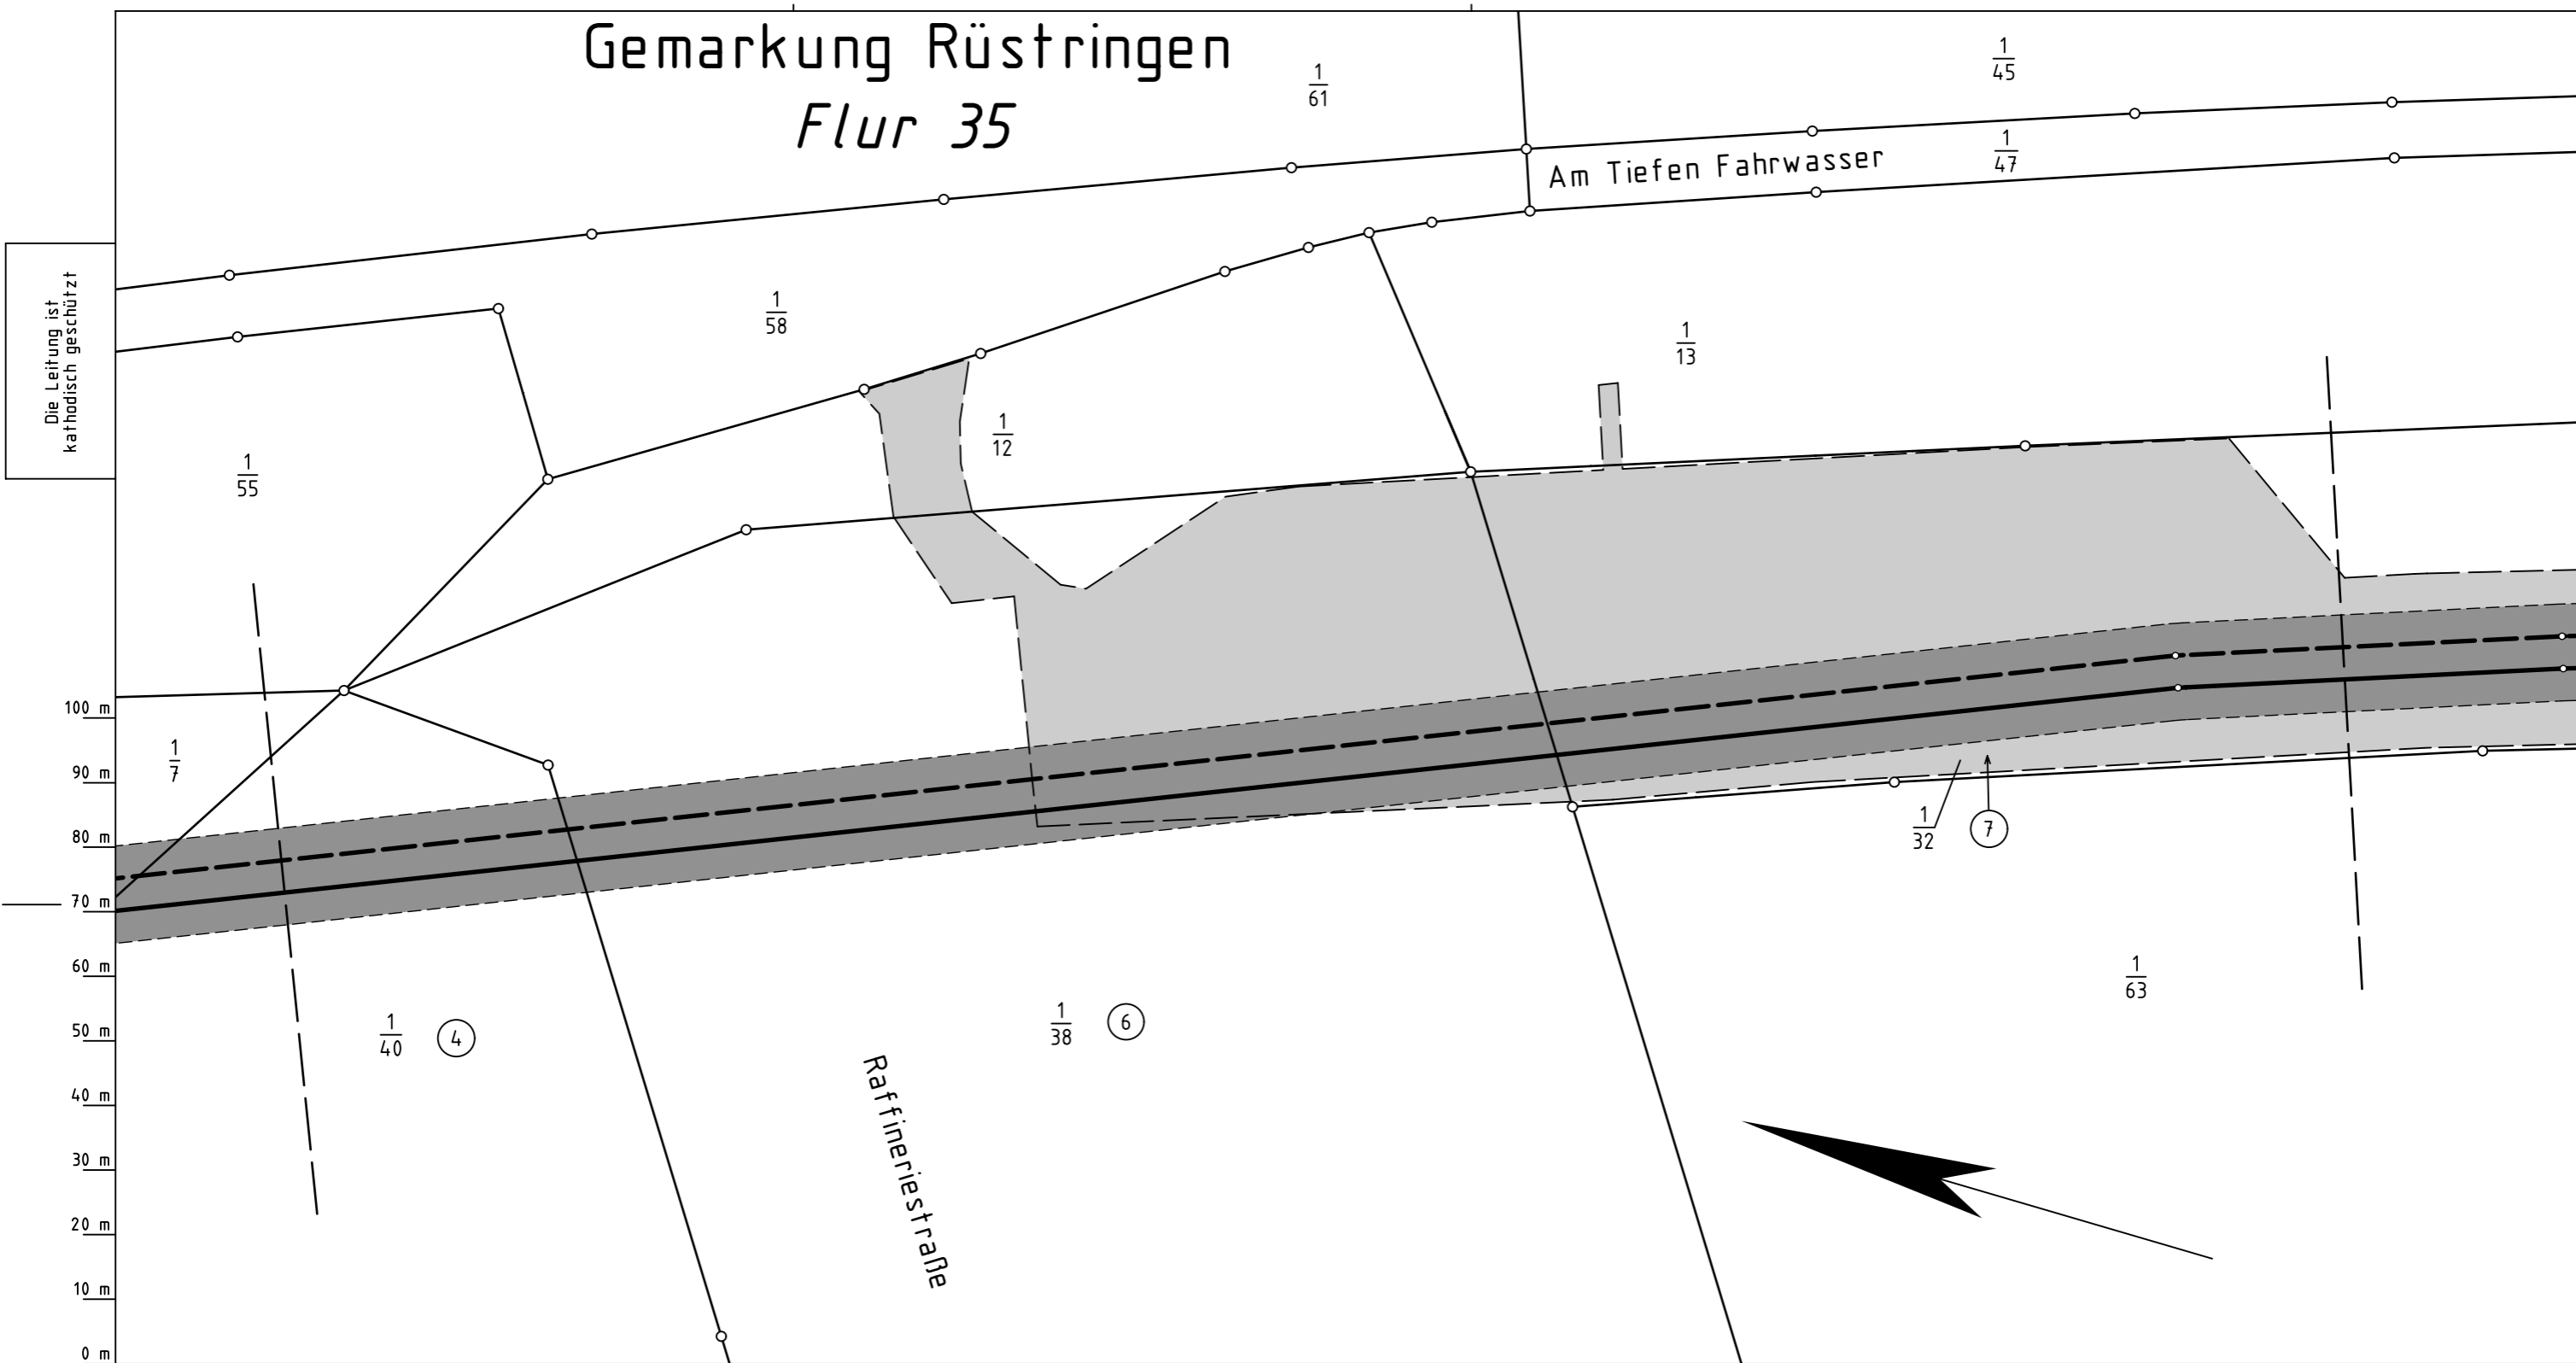 Gemarkung Rüstringen
Flur 35
1
61
1
45
1
47
Am Tiefen Fahrwasser
Die Leitung ist
kathodisch geschützt
1
58
1
13
1
12
1
55
1
7
100 m
90 m
80 m
70 m
60 m
50 m
40 m
30 m
20 m
10 m
0 m
1
32
7
1
63
1
40
4
1
38
6
Raffineriestraße